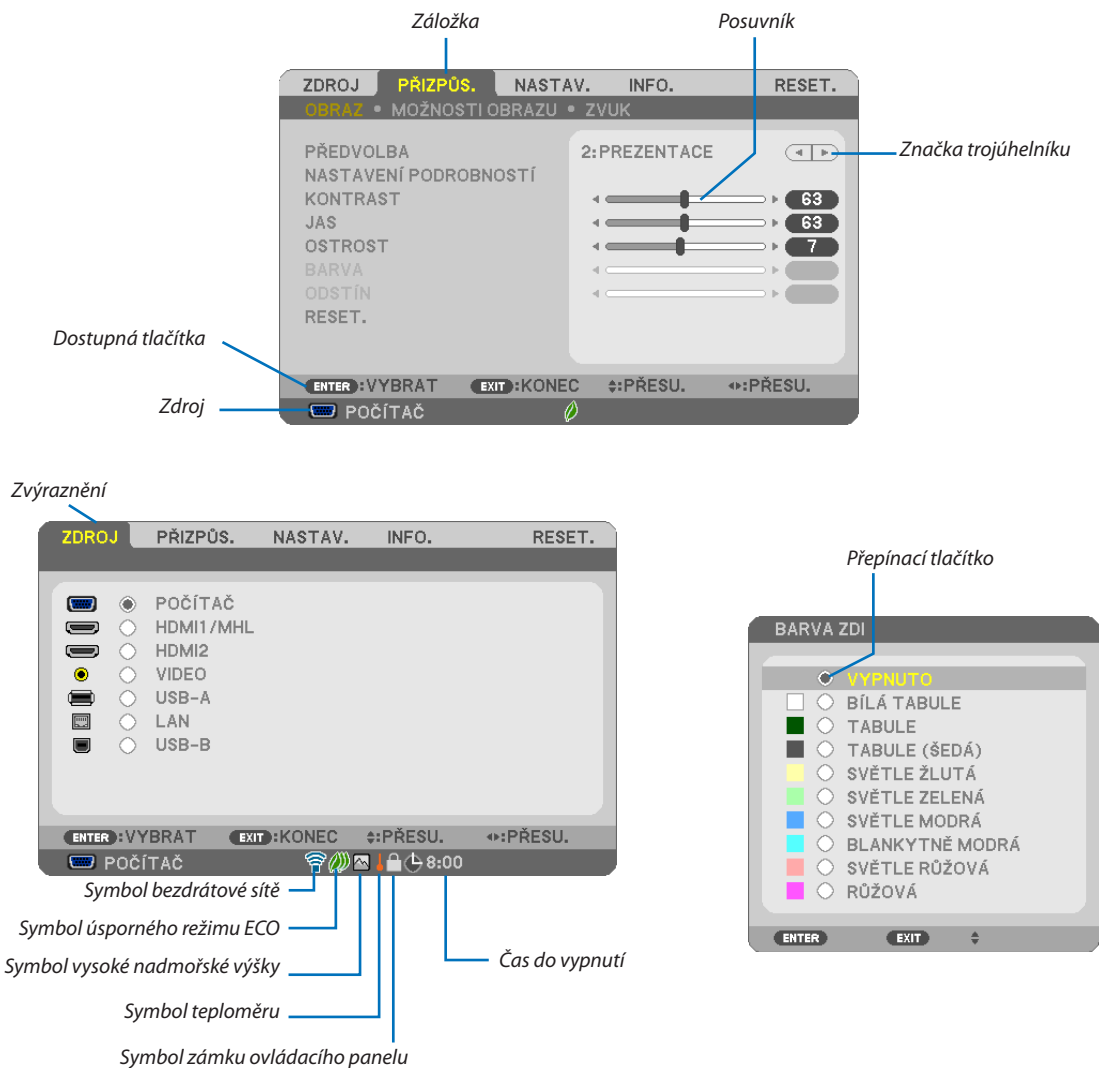 Záložka
Posuvník
ZDROJ PŘIZPŮS. NASTAV. INFO. RESET.
OBRAZ • MOŽNOSTI OBRAZU • ZVUK
PŘEDVOLBA 2:PREZENTACE
Značka trojúhelníku
NASTAVENÍ PODROBNOSTÍ
KONTRAST 63
JAS 63
OSTROST 7
BARVA
ODSTÍN
RESET.
Dostupná tlačítka
ENTER :VYBRAT EXIT :KONEC :PŘESU. :PŘESU.
Zdroj
POČÍTAČ
Zvýraznění
ZDROJ PŘIZPŮS. NASTAV. INFO. RESET.
POČÍTAČ
HDMI1/MHL
HDMI2
VIDEO
USB-A
LAN
USB-B
ENTER :VYBRAT EXIT :KONEC :PŘESU. :PŘESU.
POČÍTAČ 8:00
Symbol bezdrátové sítě
Symbol úsporného režimu ECO
Symbol vysoké nadmořské výšky
Čas do vypnutí
Symbol teploměru
Symbol zámku ovládacího panelu
Přepínací tlačítko
BARVA ZDI
VYPNUTO
BÍLÁ TABULE
TABULE
TABULE (ŠEDÁ)
SVĚTLE ŽLUTÁ
SVĚTLE ZELENÁ
SVĚTLE MODRÁ
BLANKYTNĚ MODRÁ
SVĚTLE RŮŽOVÁ
RŮŽOVÁ
ENTER EXIT